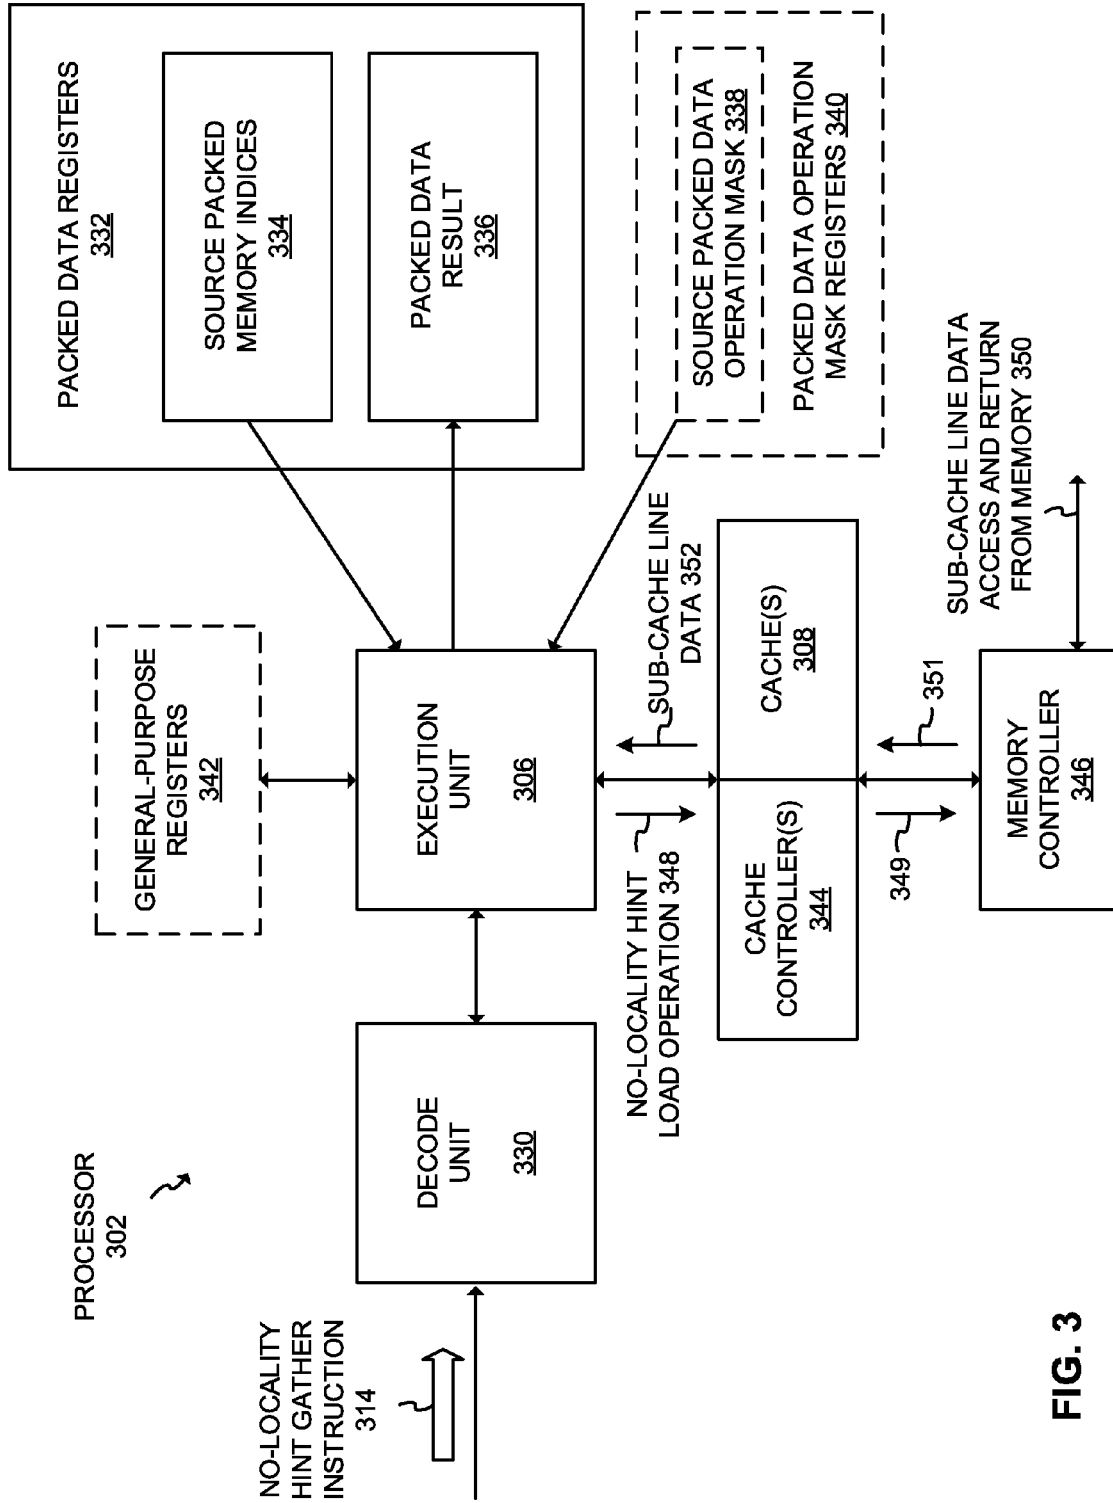 PROCESSOR
302
NO-LOCALITY
HINT GATHER
INSTRUCTION
314
DECODE
UNIT
330
GENERAL-PURPOSE
REGISTERS
342
EXECUTION
UNIT
306
PACKED DATA REGISTERS
332
SOURCE PACKED
MEMORY INDICES
334
PACKED DATA
RESULT
336
SOURCE PACKED DATA
OPERATION MASK 338
PACKED DATA OPERATION
MASK REGISTERS 340
NO-LOCALITY HINT
LOAD OPERATION 348
SUB-CACHE LINE
DATA 352
CACHE
CONTROLLER(S)
344
CACHE(S)
308
349
351
MEMORY
CONTROLLER
346
SUB-CACHE LINE DATA
ACCESS AND RETURN
FROM MEMORY 350
FIG. 3